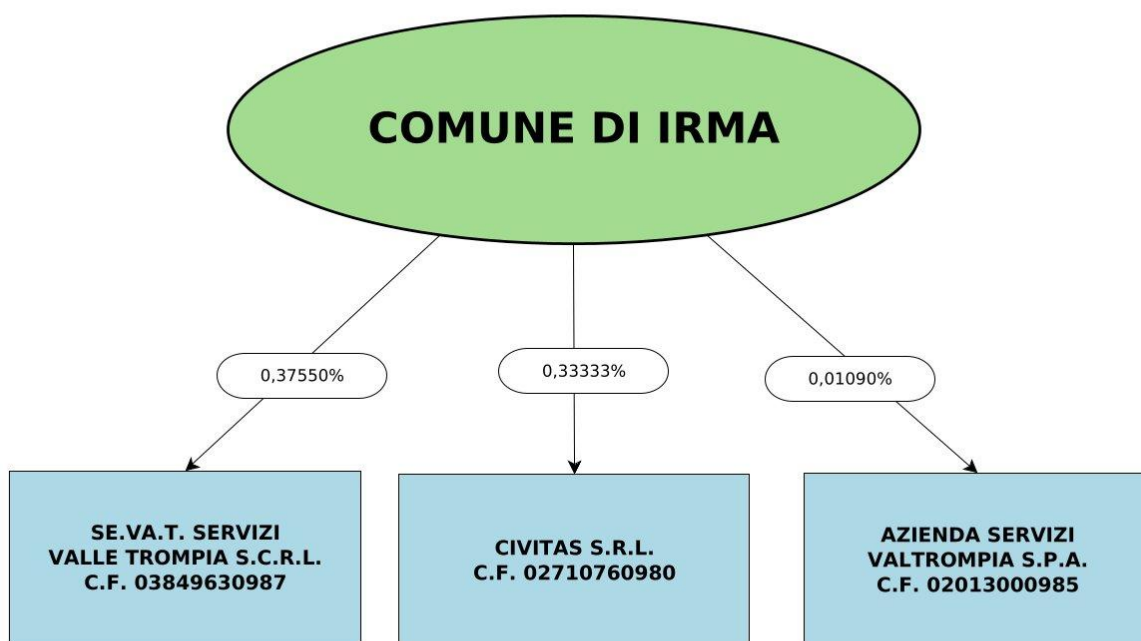 COMUNE DI IRMA
0,37550%
0,33333%
0,01090%
SE.VA.T. SERVIZI
VALLE TROMPIA S.C.R.L.
C.F. 03849630987
CIVITAS S.R.L.
C.F. 02710760980
AZIENDA SERVIZI
VALTROMPIA S.P.A.
C.F. 02013000985